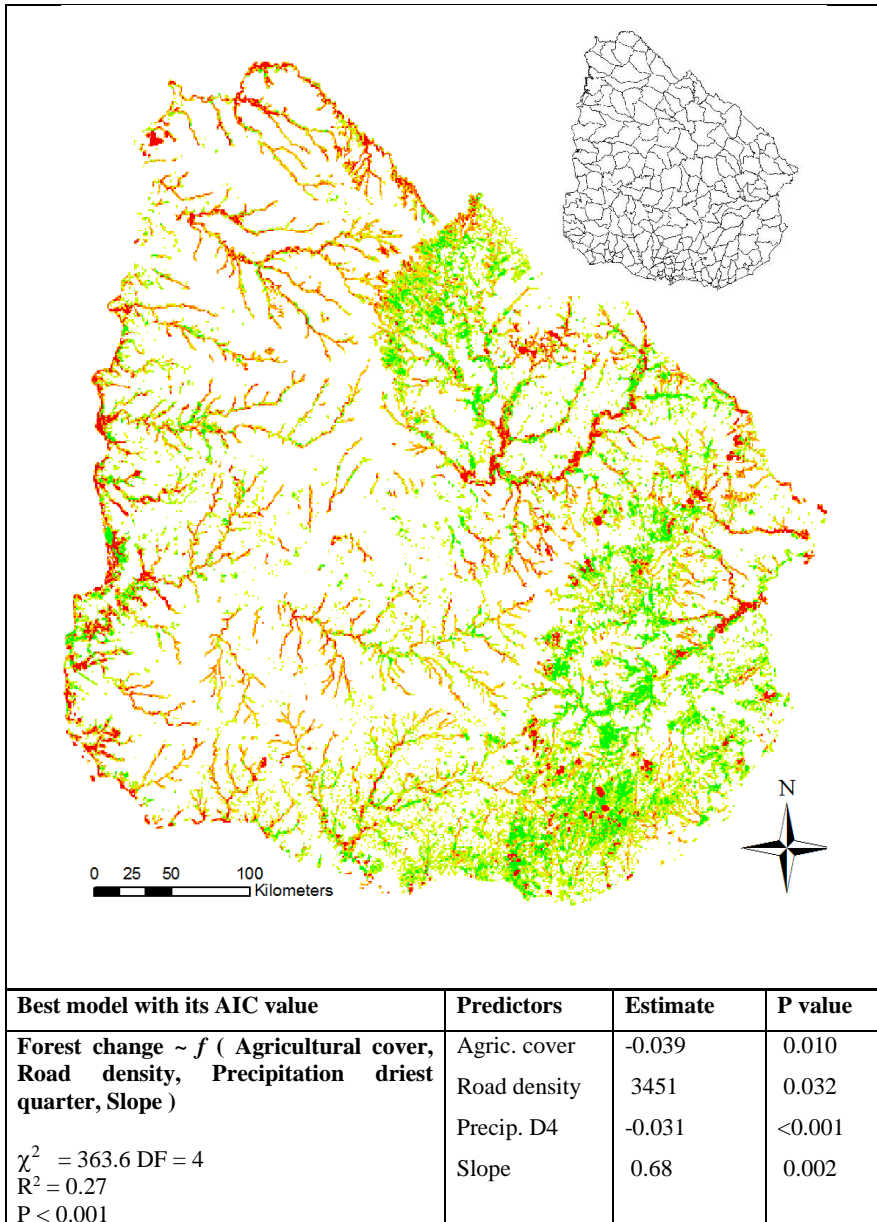 N
0 25 50 100
Kilometers
Best model with its AIC value Predictors Estimate P value
Forest change ~ f ( Agricultural cover, Agric. cover -0.039 0.010
Road density, Precipitation driest Road density 3451 0.032
quarter, Slope ) Precip. D4 -0.031 <0.001
Slope 0.68 0.002
χ2 = 363.6 DF = 4
R2 = 0.27
P < 0.001